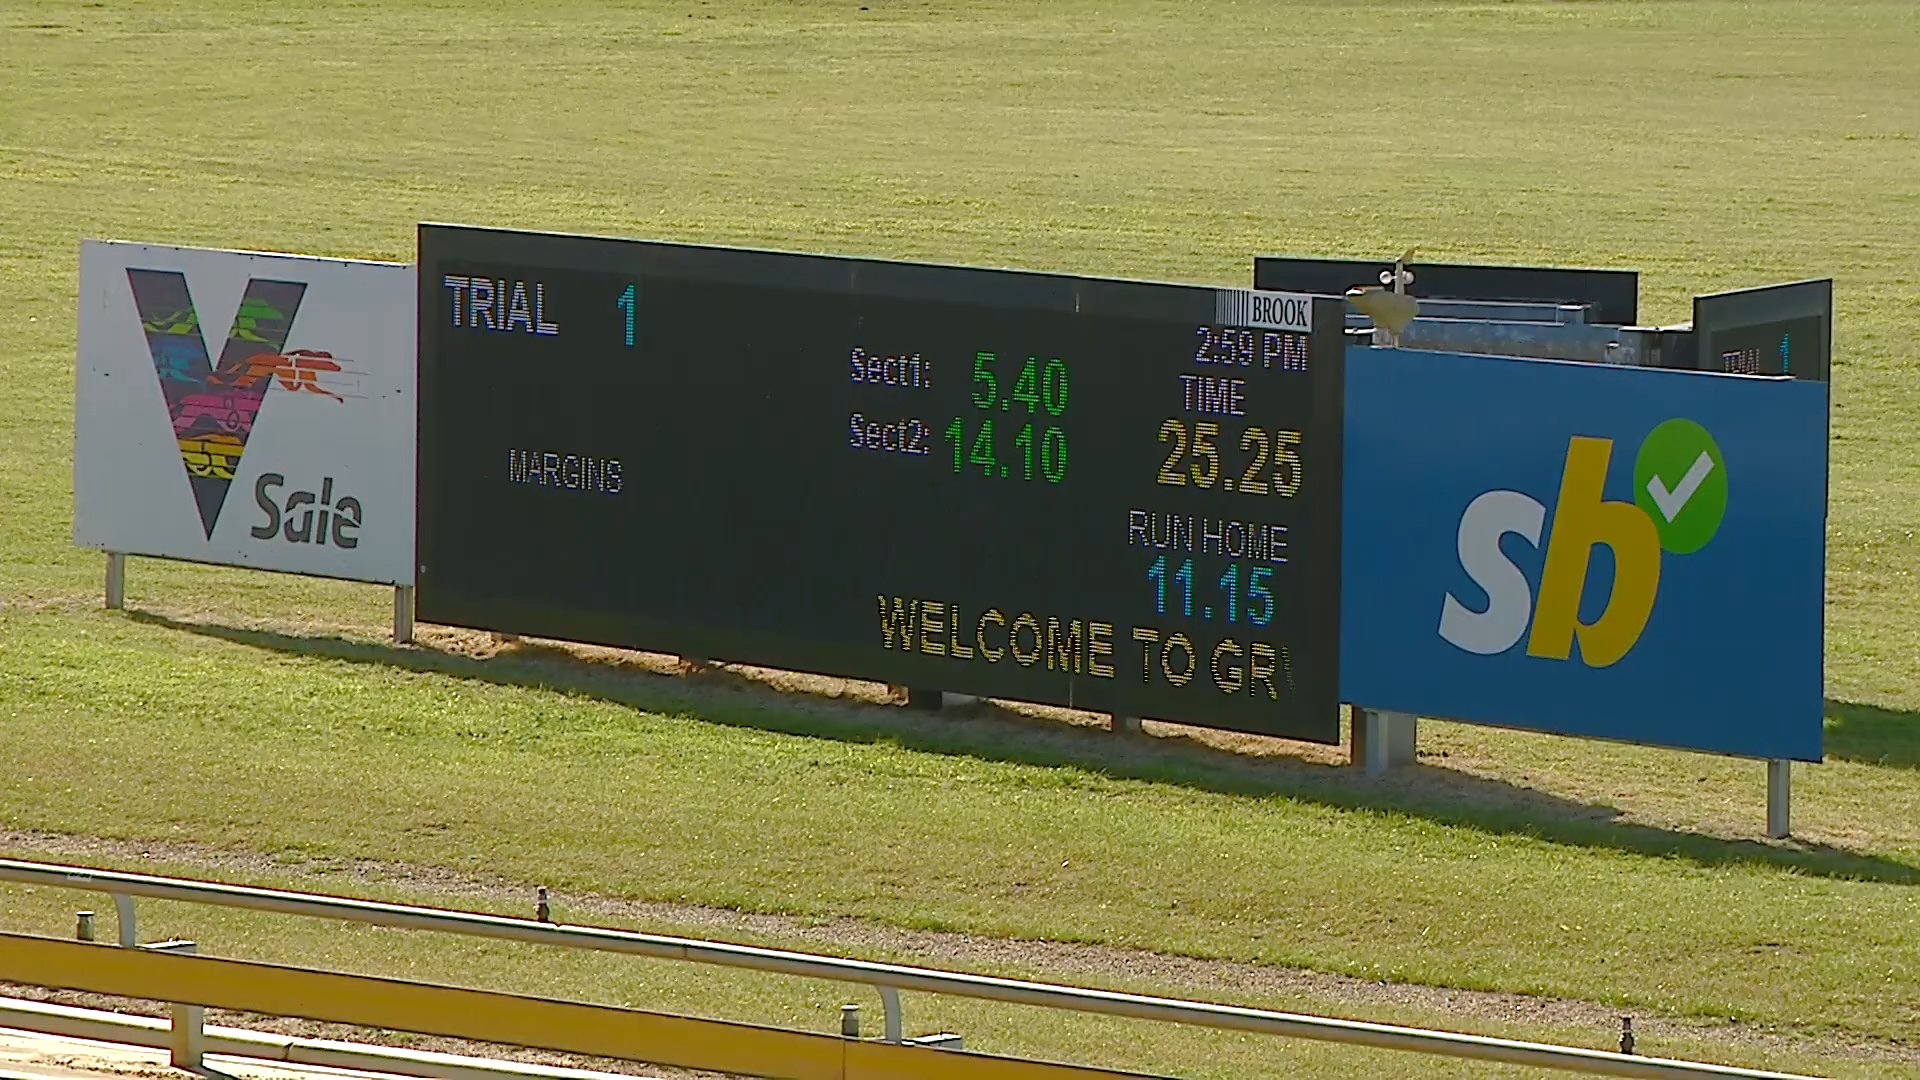 V
Sale
TRIAL 1
BROOK
2:59 PM
Sect1: 5.40
TIME
Sect2: 14.10
25.25
MARGINS
RUN HOME
11.15
WELCOME TO GR
sb
TRIAL 1